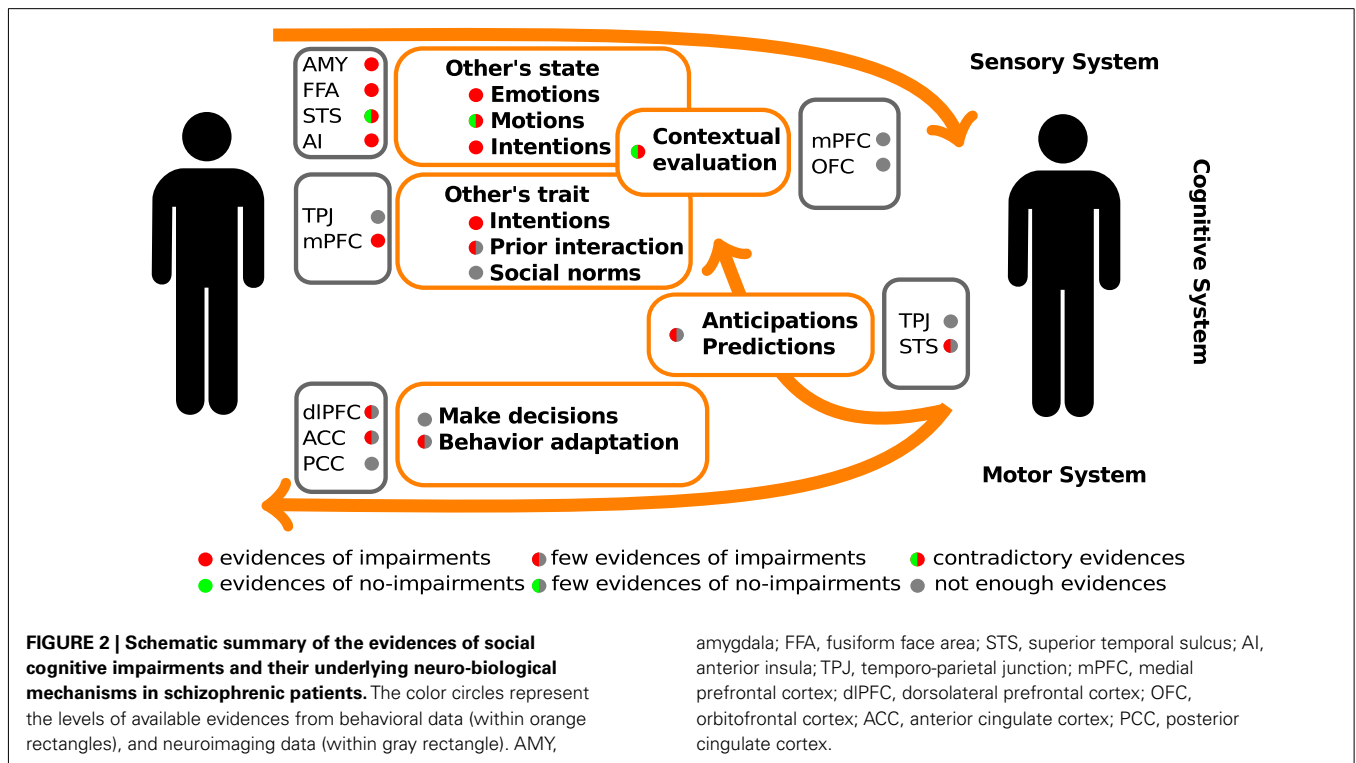 Sensory System
Cognitive System
Motor System
AMY
FFA
STS
AI
Other's state
Emotions
Motions
Intentions
Contextual
evaluation
mPFC
OFC
TPJ
mPFC
Other's trait
Intentions
Prior interaction
Social norms
Anticipations
Predictions
TPJ
STS
dlPFC
ACC
PCC
Make decisions
Behavior adaptation
evidences of impairments
few evidences of impairments
contradictory evidences
evidences of no-impairments
few evidences of no-impairments
not enough evidences
FIGURE 2 | Schematic summary of the evidences of social
cognitive impairments and their underlying neuro-biological
mechanisms in schizophrenic patients. The color circles represent
the levels of available evidences from behavioral data (within orange
rectangles), and neuroimaging data (within gray rectangle). AMY,
amygdala; FFA, fusiform face area; STS, superior temporal sulcus; AI,
anterior insula; TPJ, temporo-parietal junction; mPFC, medial
prefrontal cortex; dlPFC, dorsolateral prefrontal cortex; OFC,
orbitofrontal cortex; ACC, anterior cingulate cortex; PCC, posterior
cingulate cortex.